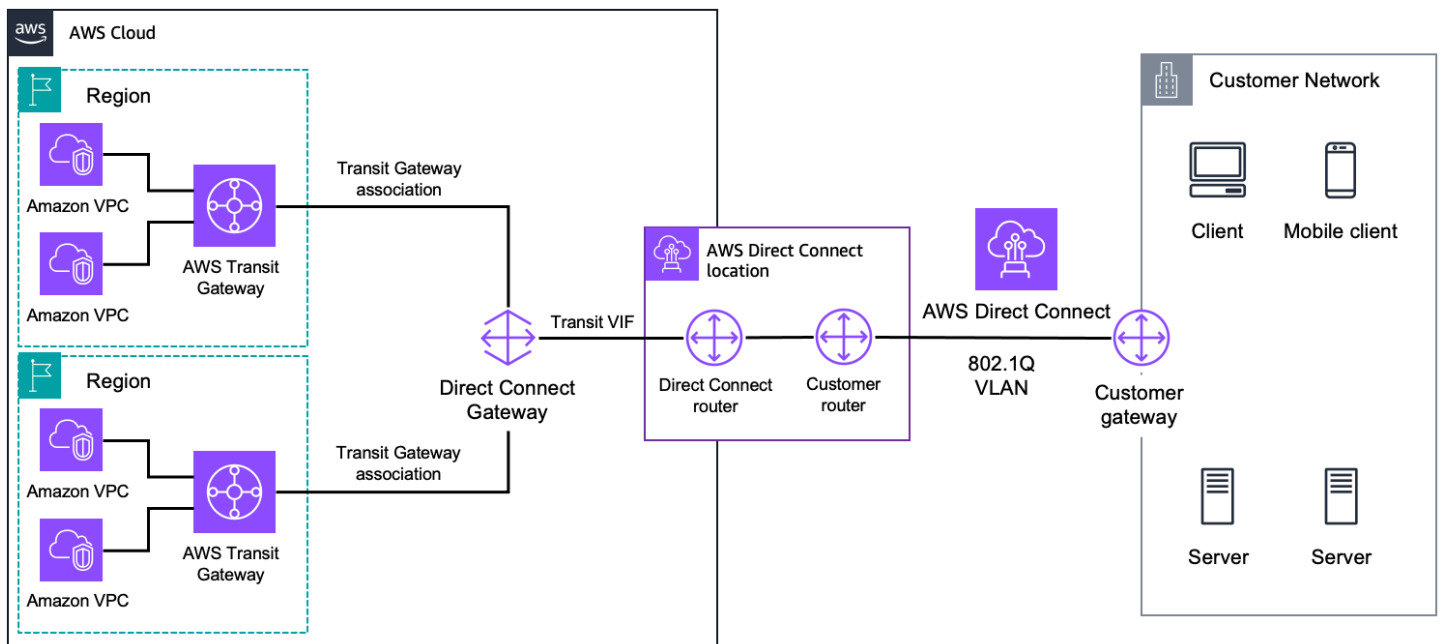 aws
AWS Cloud
Region
Amazon VPC
Amazon VPC
AWS Transit
Gateway
Transit Gateway
association
Region
Amazon VPC
Amazon VPC
AWS Transit
Gateway
Transit Gateway
association
Direct Connect
Gateway
Transit VIF
AWS Direct Connect
location
Direct Connect
router
Customer
router
AWS Direct Connect
802.1Q
VLAN
Customer
gateway
Customer Network
Client
Mobile client
Server
Server